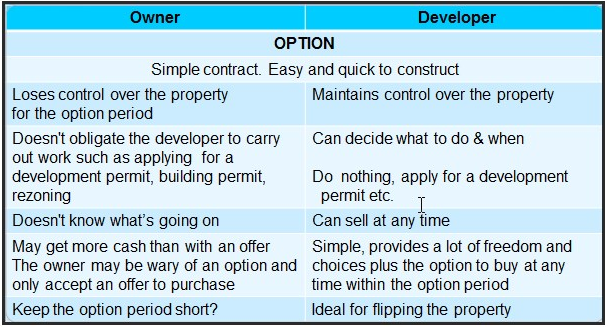 Owner Developer
OPTION
Simple contract. Easy and quick to construct
Loses control over the property
for the option period
Maintains control over the property
Doesn't obligate the developer to carry
out work such as applying for a
development permit, building permit,
rezoning
Can decide what to do & when
Do nothing, apply for a development
permit etc.
Doesn't know what's going on
Can sell at any time
May get more cash than with an offer
The owner may be wary of an option and
only accept an offer to purchase
Simple, provides a lot of freedom and
choices plus the option to buy at any
time within the option period
Keep the option period short?
Ideal for flipping the property